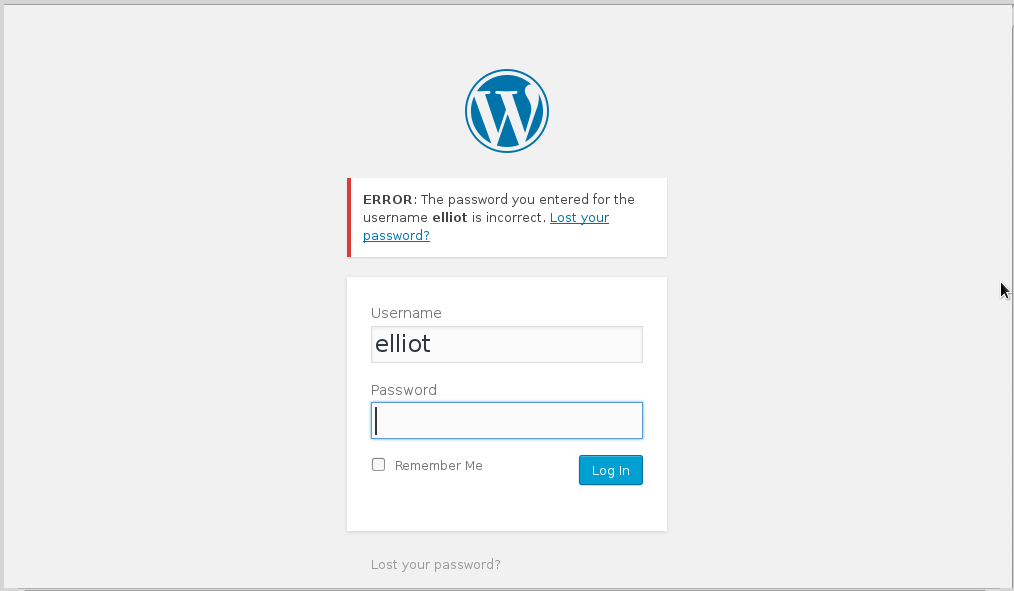 ERROR: The password you entered for the
username elliot is incorrect. Lost your
password?
Username
elliot
Password
Remember Me
Log In
Lost your password?